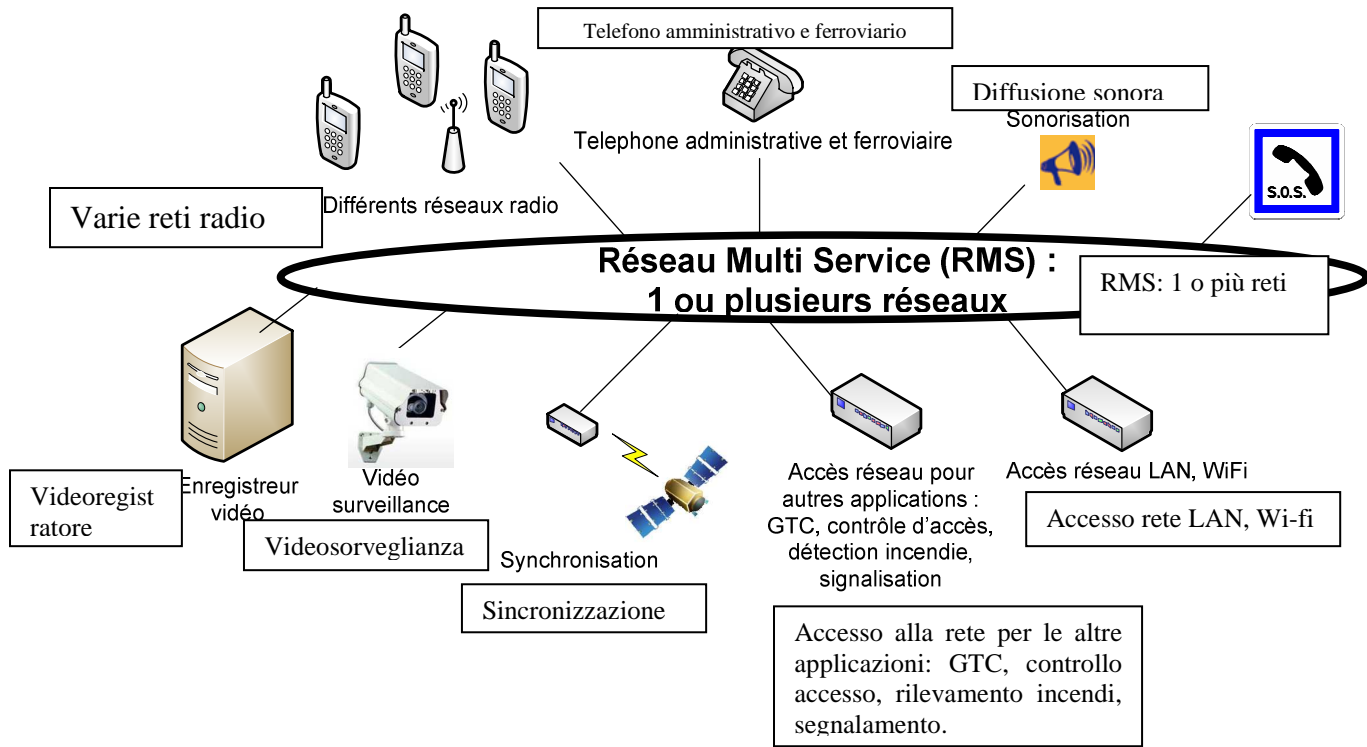 Telefono amministrativo e ferroviario
Telephone administrative et ferroviaire
Diffusione sonora
Sonorisation
S.O.S.
Varie reti radio
Différents réseaux radio
Réseau Multi Service (RMS) :
1 ou plusieurs réseaux
RMS: 1 o più reti
Videoregist
ratore
Enregistreur
vidéo
Vidéo
surveillance
Videosorveglianza
Synchronisation
Sincronizzazione
Accès réseau pour
autres applications :
GTC, contrôle d'accès,
détection incendie,
signalisation
Accesso alla rete per le altre
applicazioni: GTC, controllo
accesso, rilevamento incendi,
segnalamento.
Accès réseau LAN, WiFi
Accesso rete LAN, Wi-fi